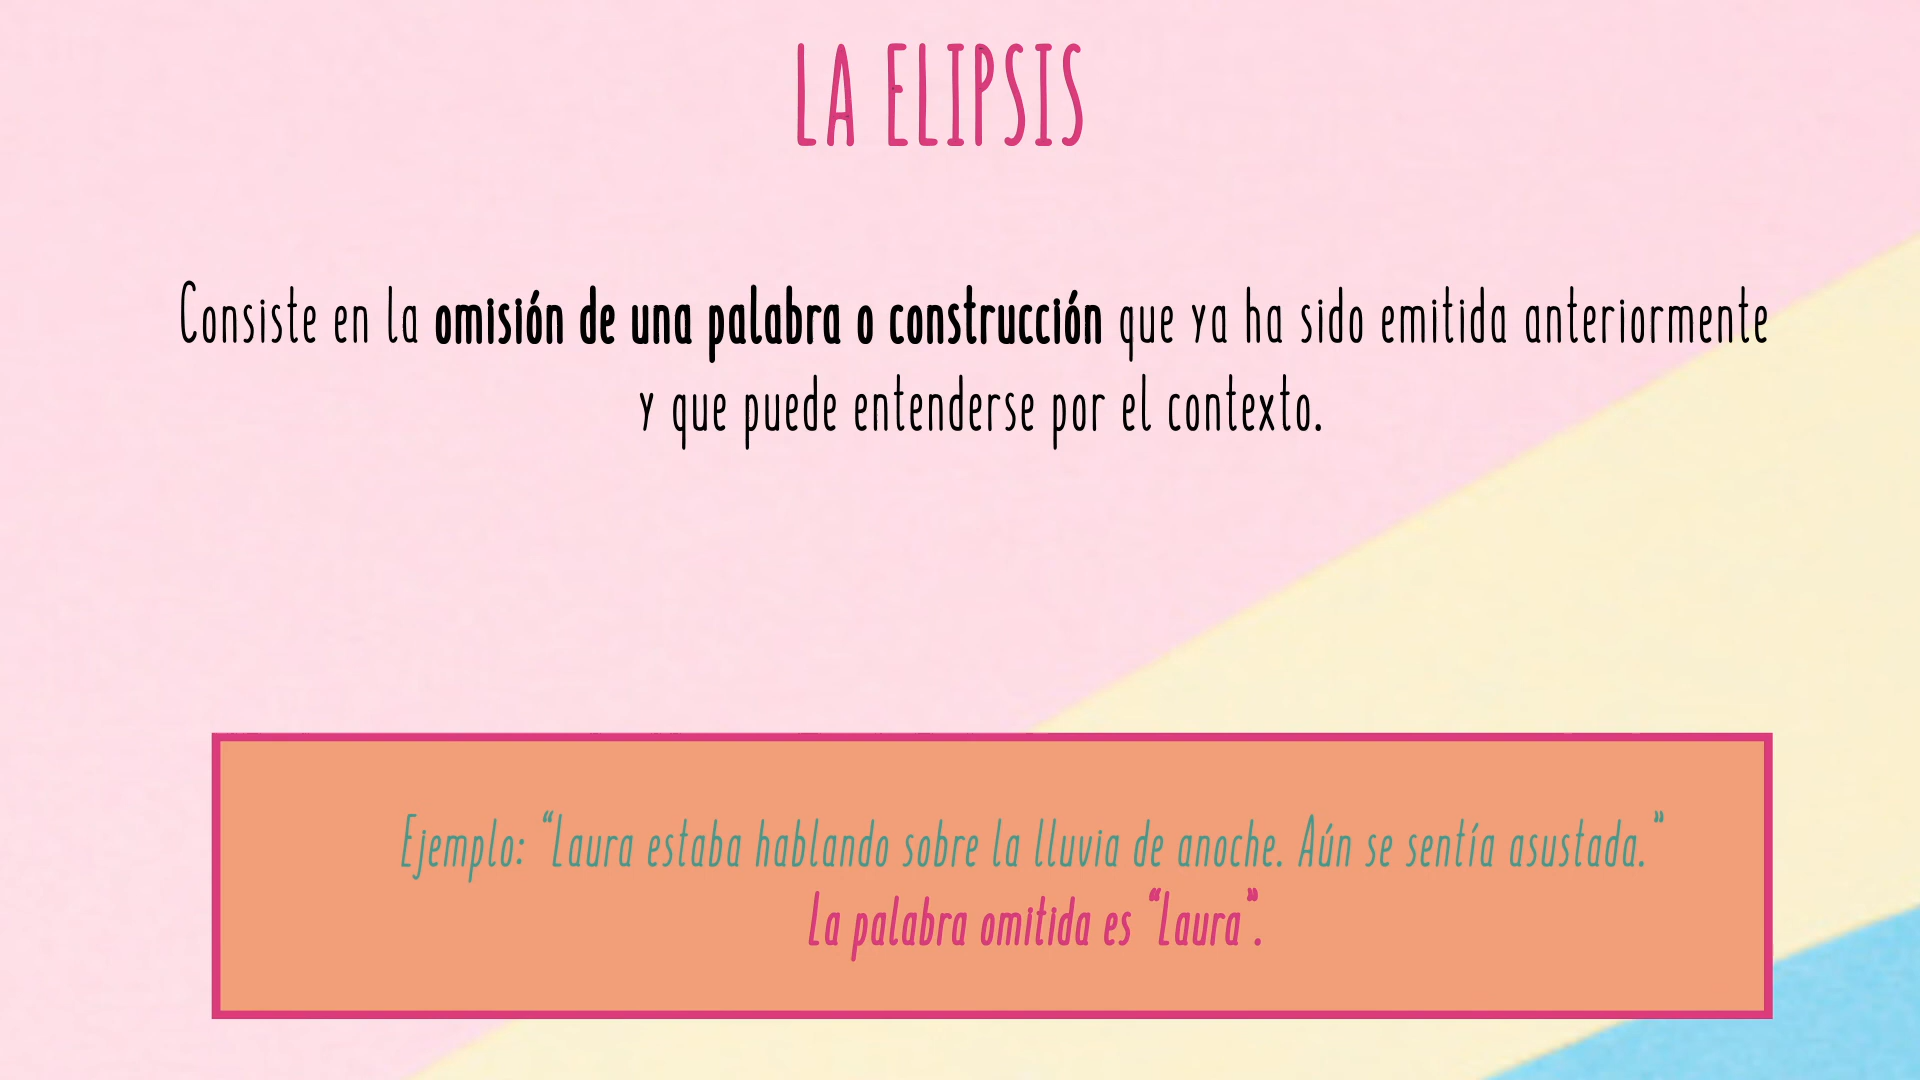 LA ELIPSIS
Consiste en la omisión de una palabra o construcción que ya ha sido emitida anteriormente
y que puede entenderse por el contexto.
Ejemplo: “Laura estaba hablando sobre la lluvia de anoche. Aún se sentía asustada.”
La palabra omitida es “Laura”.